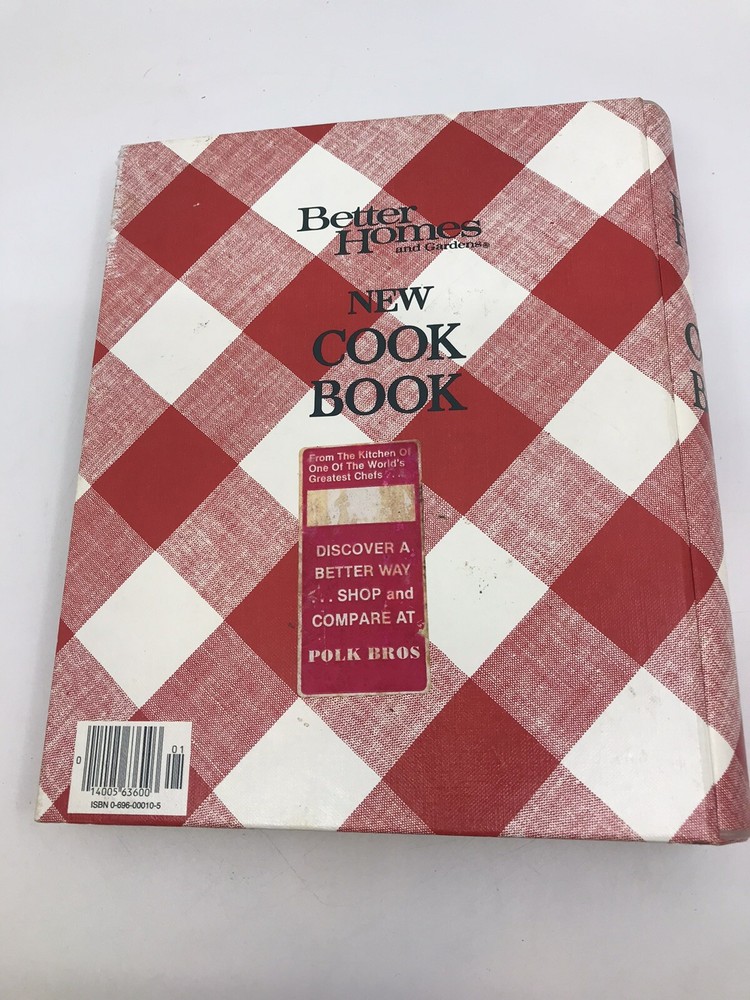 Better
Homes
and Gardens®
NEW
COOK
BOOK
From The Kitchen Of
One Of The World's
Greatest Chefs . . .
DISCOVER A
BETTER WAY
. . . SHOP and
COMPARE AT
POLK BROS
01
0
14005 63600
ISBN 0-696-00010-5